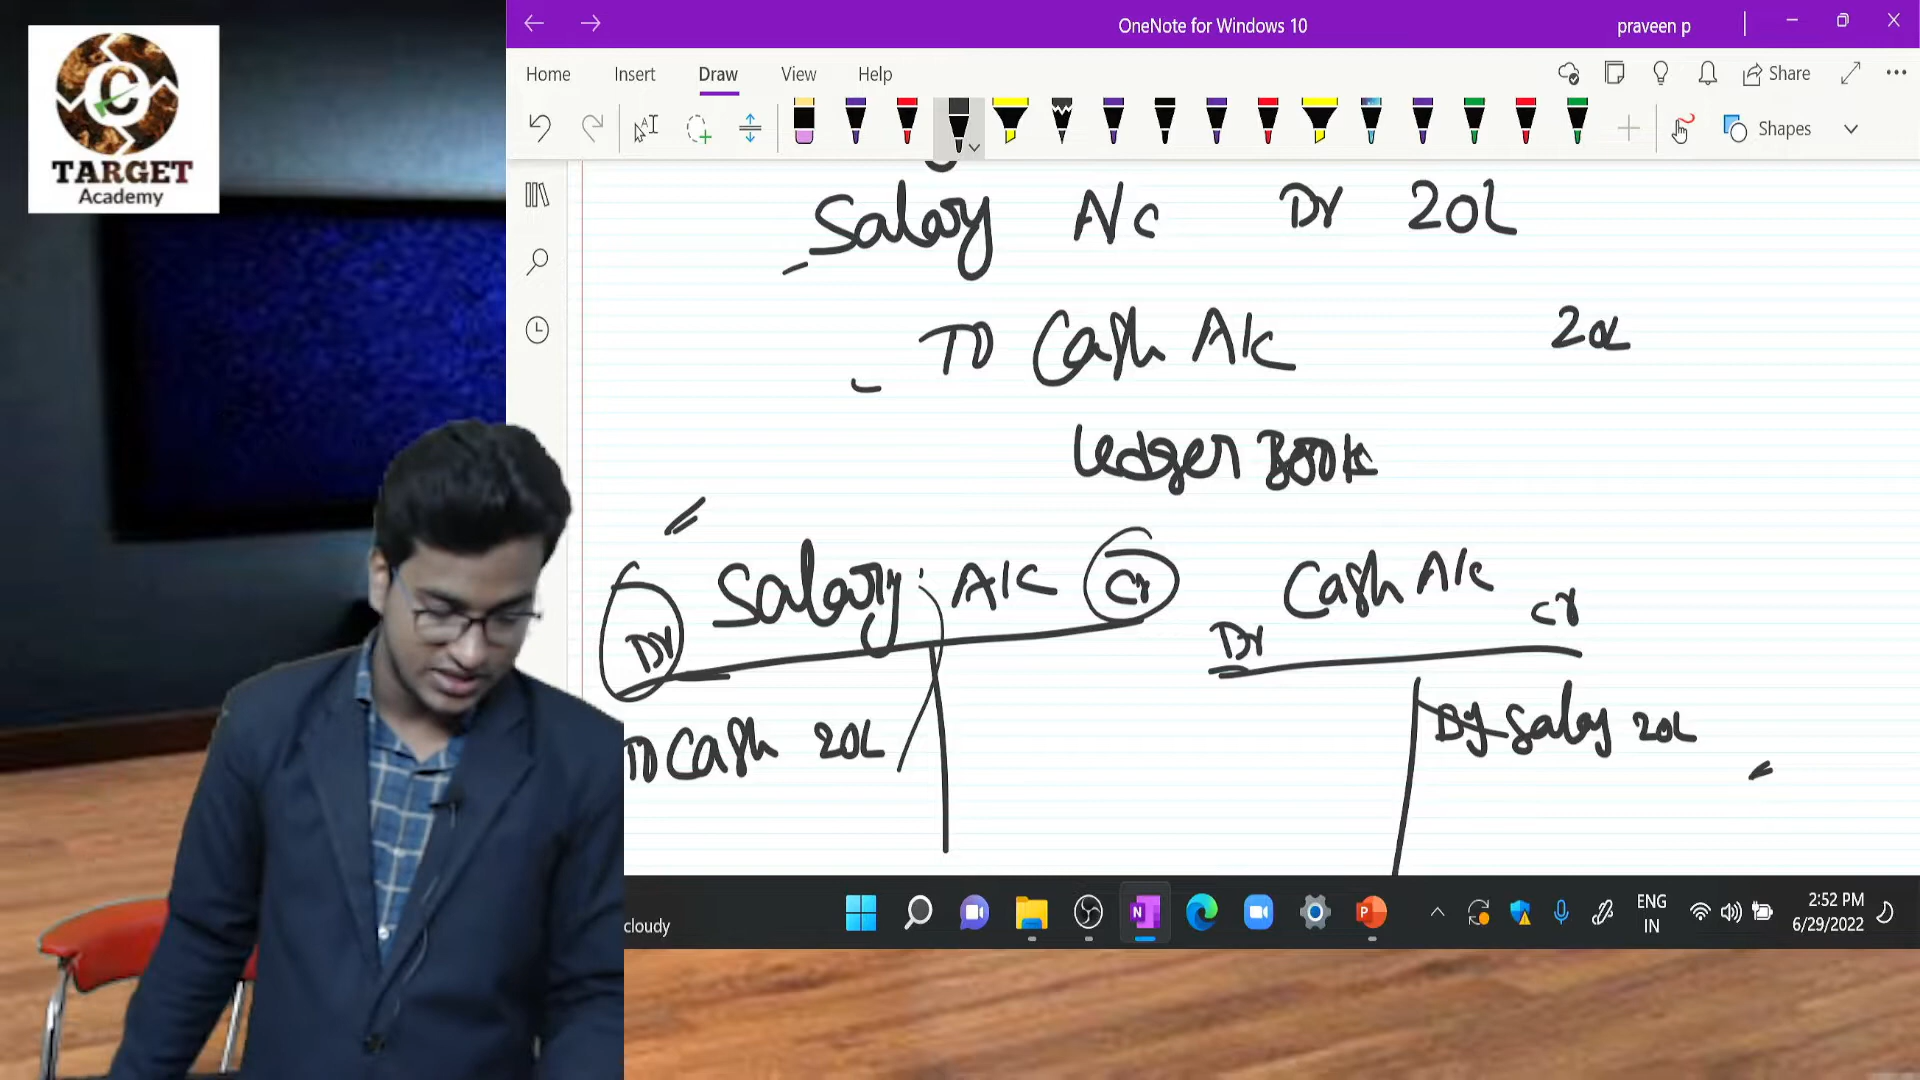 TARGET
Academy
OneNote for Windows 10
praveen p
Home Insert Draw View Help
Share
Shapes
Salary A/c Dr 20L
To Cash A/c 20L
Ledger Book
Dr Salary A/c Cr
Dr Cash A/c Cr
To Cash 20L
By Salary 20L
cloudy
ENG
IN
2:52 PM
6/29/2022